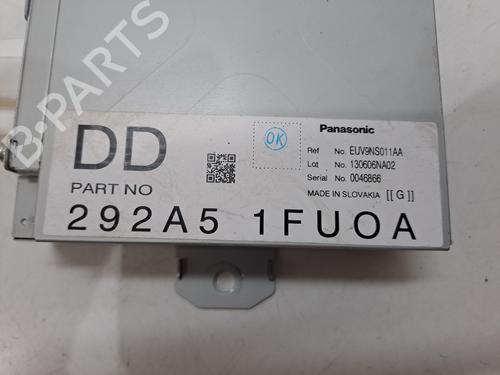 B-PARTS
DD
OK
Panasonic
Ref No. EUV9NS011AA
Lot No. 130606NA02
Serial No. 0046866
MADE IN SLOVAKIA [[ G ]]
PART NO
292A5 1FU0A